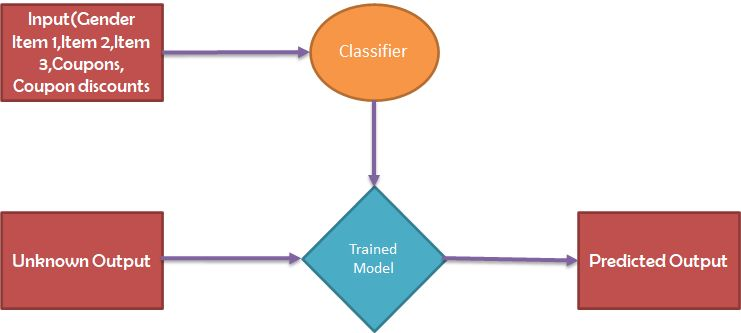 Input(Gender
Item 1,Item 2,Item
3,Coupons,
Coupon discounts
Classifier
Unknown Output
Trained
Model
Predicted Output